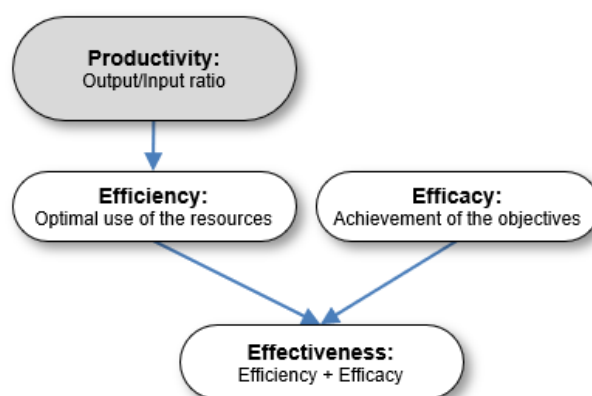 Productivity:
Output/Input ratio
Efficiency:
Optimal use of the resources
Efficacy:
Achievement of the objectives
Effectiveness:
Efficiency + Efficacy